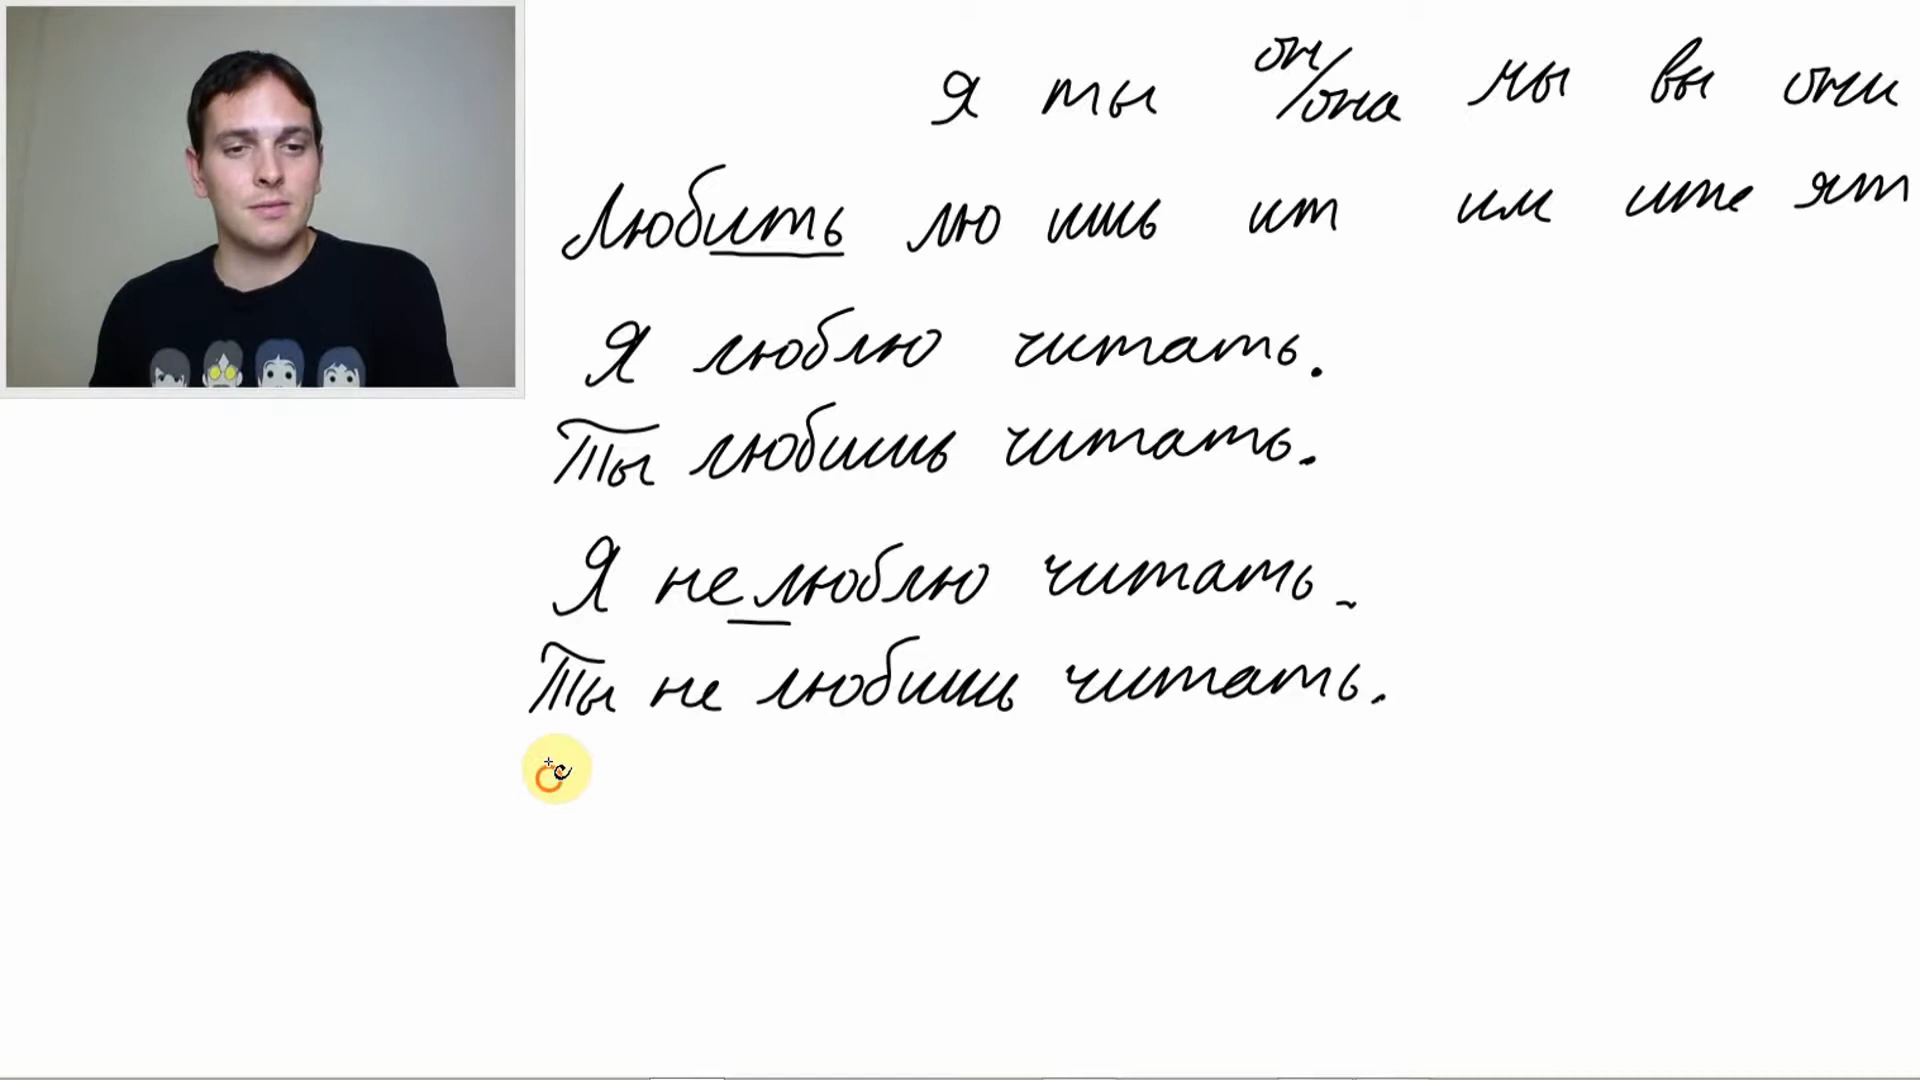 я ты он/она мы вы они
Любить лю ишь ит им ите ят
Я люблю читать.
Ты любишь читать.
Я не люблю читать.
Ты не любишь читать.